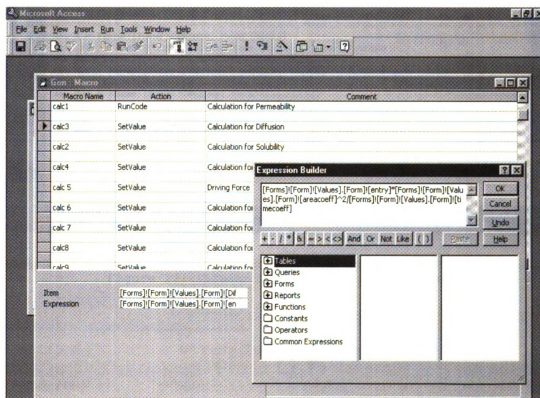 Microsoft Access
File Edit View Insert Run Tools Window Help
Gen : Macro
Macro Name Action Comment
calc1 RunCode Calculation for Permeability
calc3 SetValue Calculation for Diffusion
calc2 SetValue Calculation for Solubility
calc4 SetValue Calculation for
calc 5 SetValue Driving Force
calc 6 SetValue Calculation for
calc 7 SetValue Calculation for
calc8 SetValue Calculation for
calc9 SetValue Calculation for
Item [Forms]![Form]![Values].[Form]![Dif
Expression [Forms]![Form]![Values].[Form]![en
Expression Builder
[Forms]![Form]![Values].[Form]![entry]*[Forms]![Form]![Valu
es].[Form]![areacoeff]^2/[Forms]![Form]![Values].[Form]![ti
mecoeff]
OK
Cancel
Undo
Help
+ - / * & = > < <> And Or Not Like ( ) Paste
Tables
Queries
Forms
Reports
Functions
Constants
Operators
Common Expressions